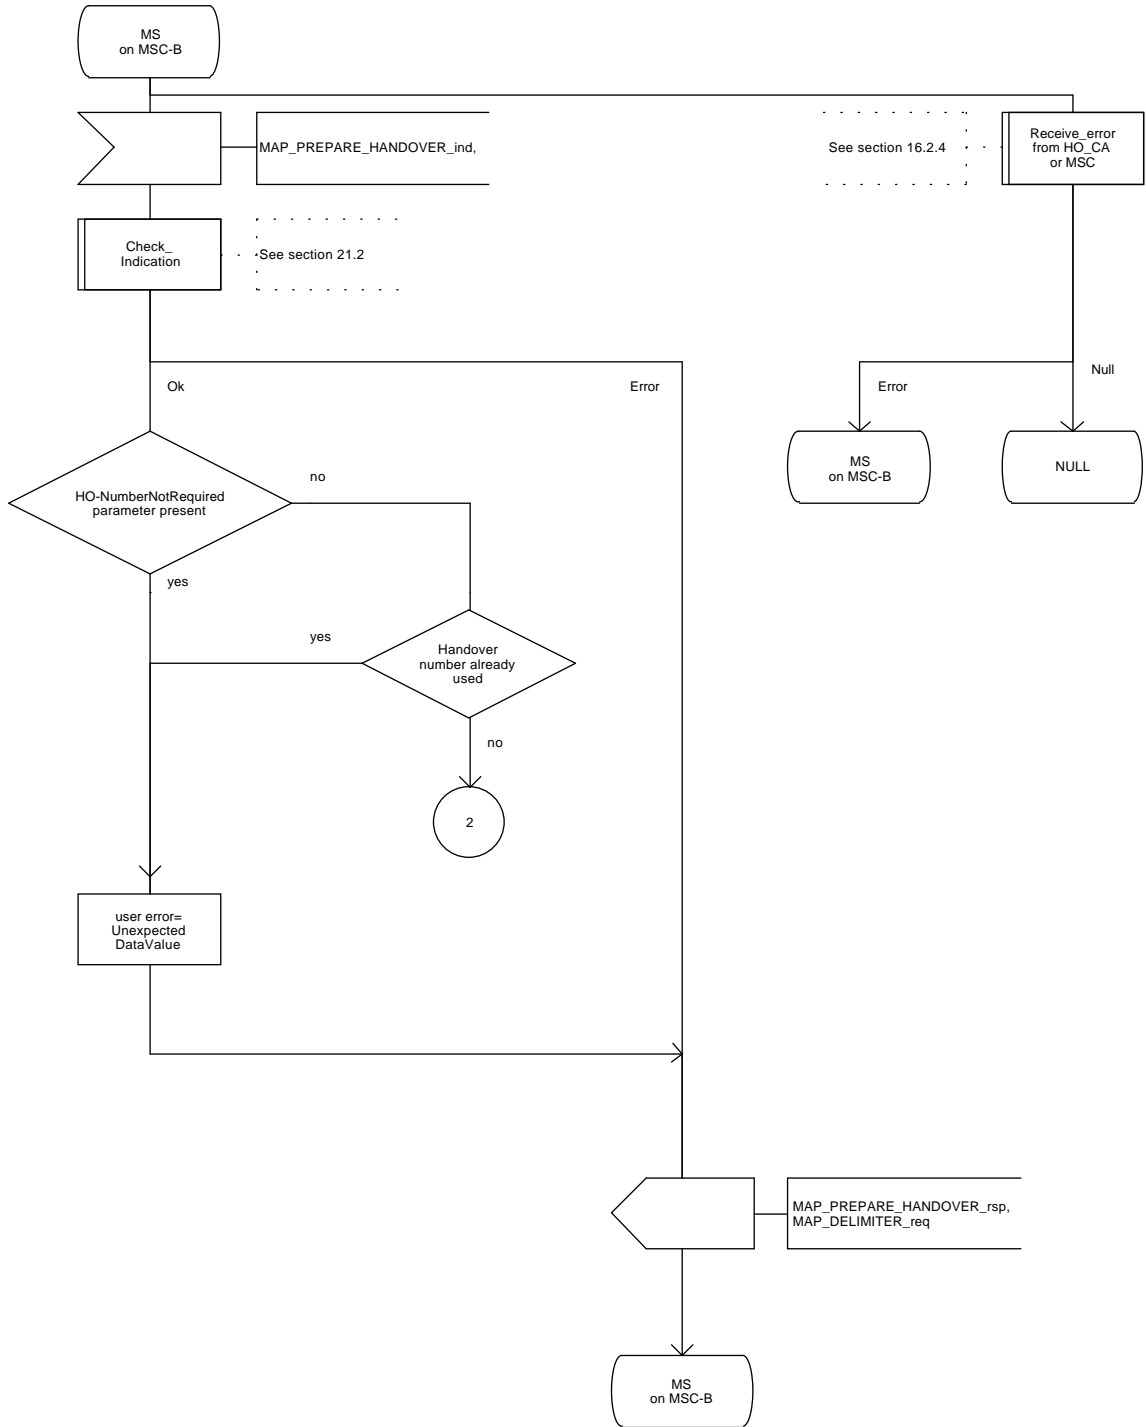 MS
on MSC-B
MAP_PREPARE_HANDOVER_ind,
See section 16.2.4
Receive_error
from HO_CA
or MSC
Check_
Indication
See section 21.2
Ok
Error
Error
Null
MS
on MSC-B
NULL
HO-NumberNotRequired
parameter present
no
yes
yes
Handover
number already
used
no
2
user error=
Unexpected
DataValue
MAP_PREPARE_HANDOVER_rsp,
MAP_DELIMITER_req
MS
on MSC-B